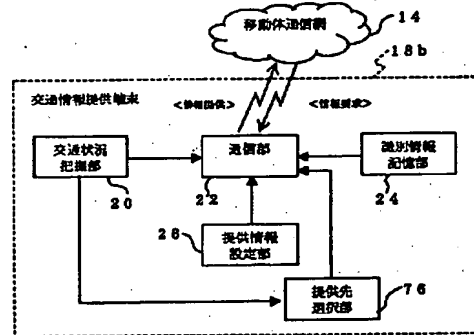 移動体通信網
14
18b
交通情報提供端末
<情報提供>
<情報要求>
交通状況
把握部
20
通信部
22
識別情報
記憶部
24
28
提供情報
設定部
提供先
選択部
76